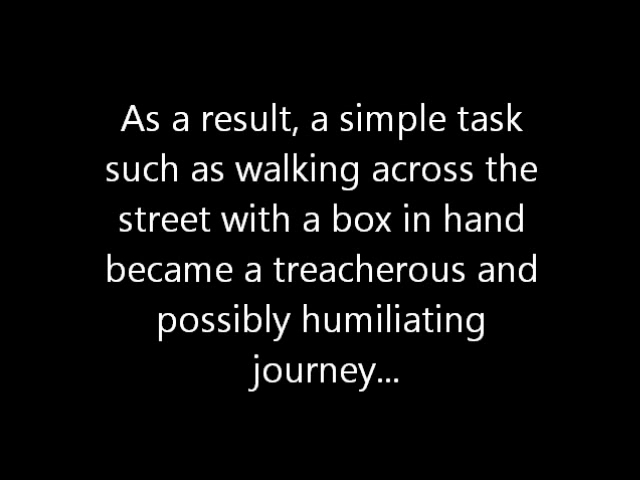 As a result, a simple task
such as walking across the
street with a box in hand
became a treacherous and
possibly humiliating
journey...